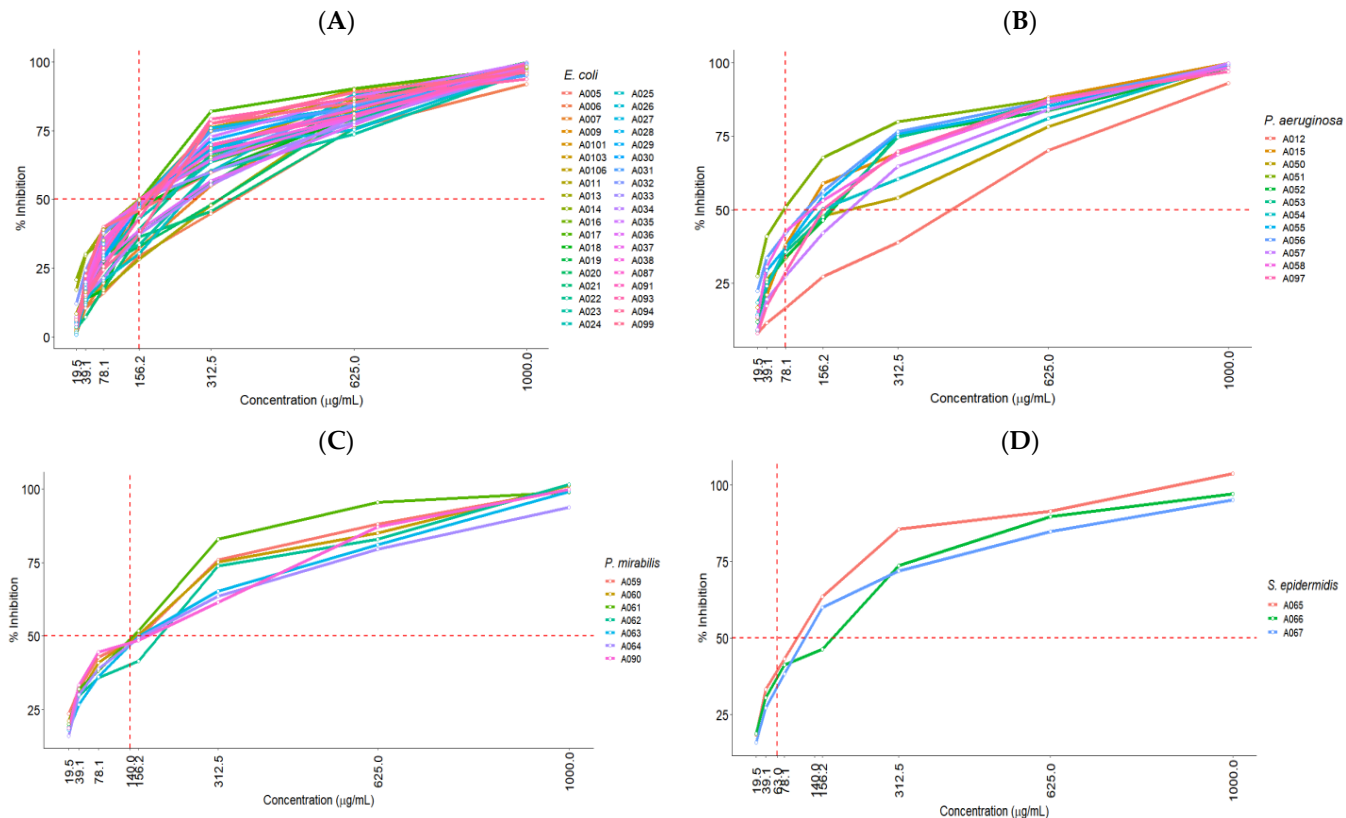 (A)
100
75
50
25
0
% Inhibition
19.5
39.1
78.1
156.2
312.5
625.0
1000.0
Concentration (µg/mL)
E. coli
A005
A006
A007
A009
A0101
A0103
A0106
A011
A013
A014
A016
A017
A018
A019
A020
A021
A022
A023
A024
A025
A026
A027
A028
A029
A030
A031
A032
A033
A034
A035
A036
A037
A038
A087
A091
A093
A094
A099
(B)
100
75
50
25
% Inhibition
19.5
39.1
78.1
156.2
312.5
625.0
1000.0
Concentration (µg/mL)
P. aeruginosa
A012
A015
A050
A051
A052
A053
A054
A055
A056
A057
A058
A097
(C)
100
75
50
25
% Inhibition
19.5
39.1
78.1
140.0
156.2
312.5
625.0
1000.0
Concentration (µg/mL)
P. mirabilis
A059
A060
A061
A062
A063
A064
A090
(D)
100
75
50
25
% Inhibition
19.5
39.1
63.0
78.1
140.0
156.2
312.5
625.0
1000.0
Concentration (µg/mL)
S. epidermidis
A065
A066
A067